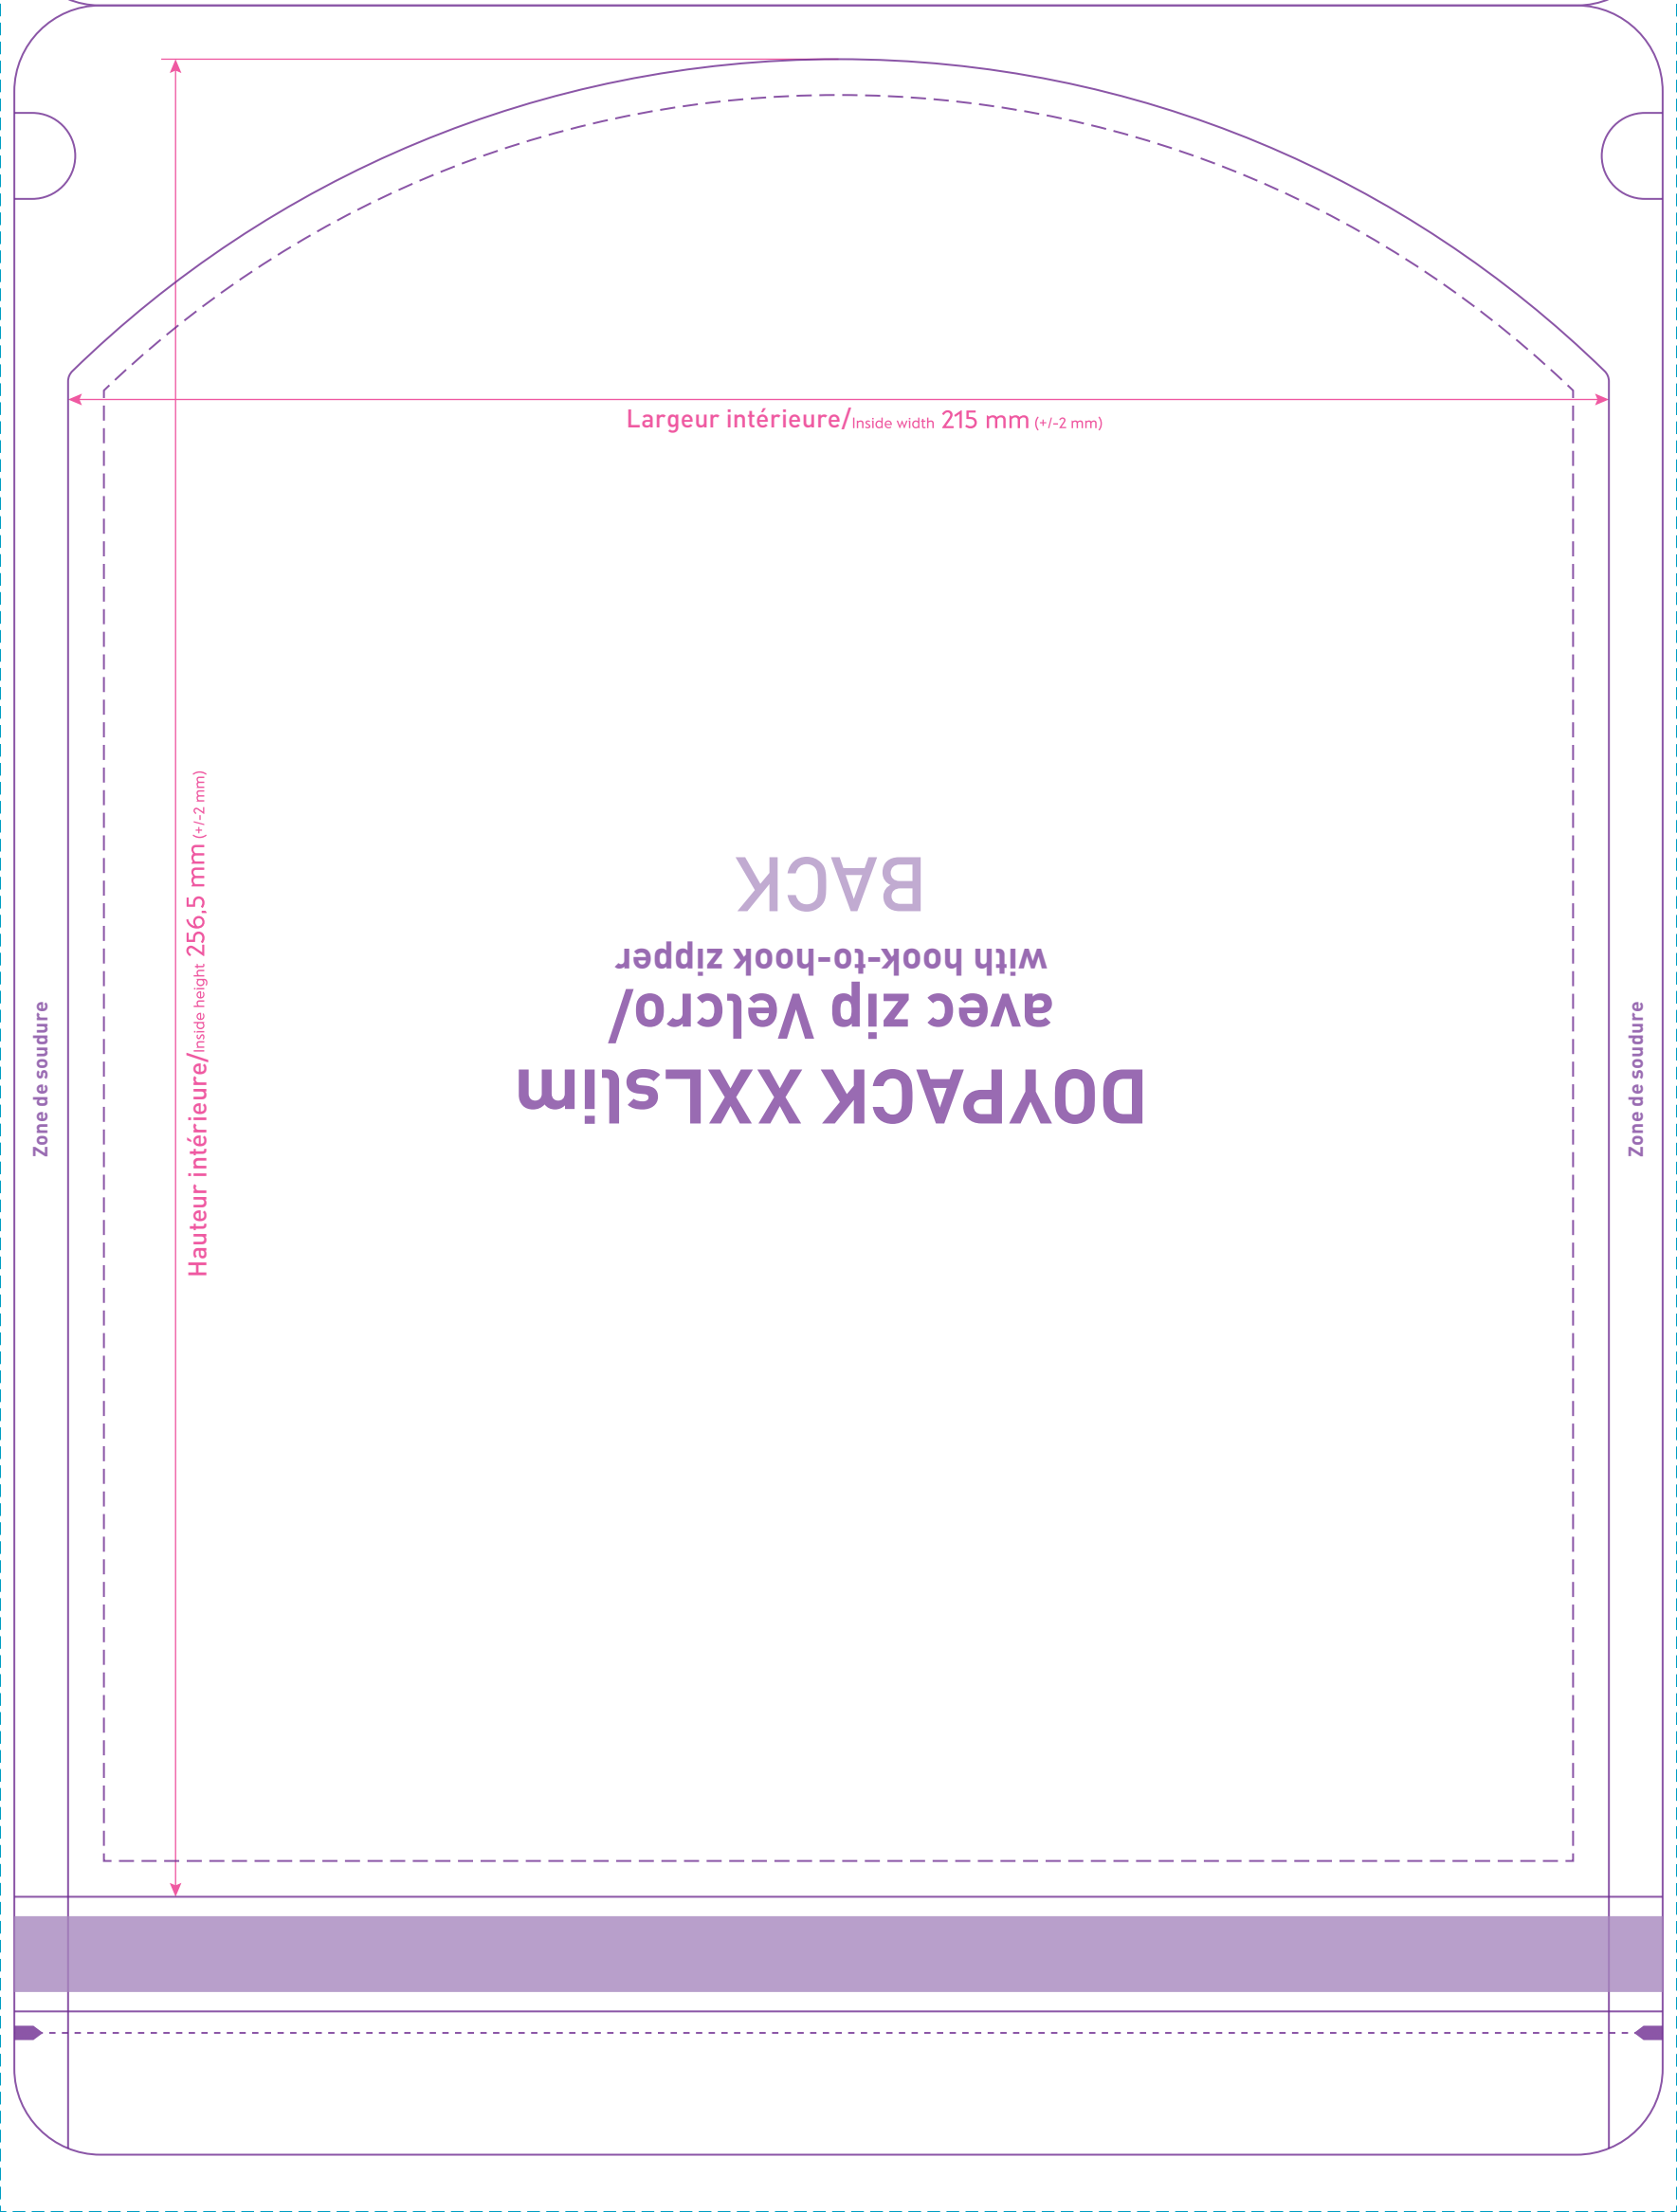 Largeur intérieure/Inside width 215 mm (+/-2 mm)
Hauteur intérieure/Inside height 256,5 mm (+/-2 mm)
Zone de soudure
DOYPACK XXLslim
avec zip Velcro/
with hook-to-hook zipper
BACK
Zone de soudure